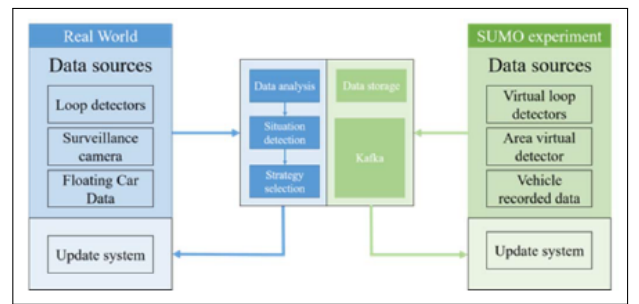 Real World
Data sources
Loop detectors
Surveillance
camera
Floating Car
Data
Update system
Data analysis
Situation
detection
Strategy
selection
Data storage
Kafka
SUMO experiment
Data sources
Virtual loop
detectors
Area virtual
detector
Vehicle
recorded data
Update system